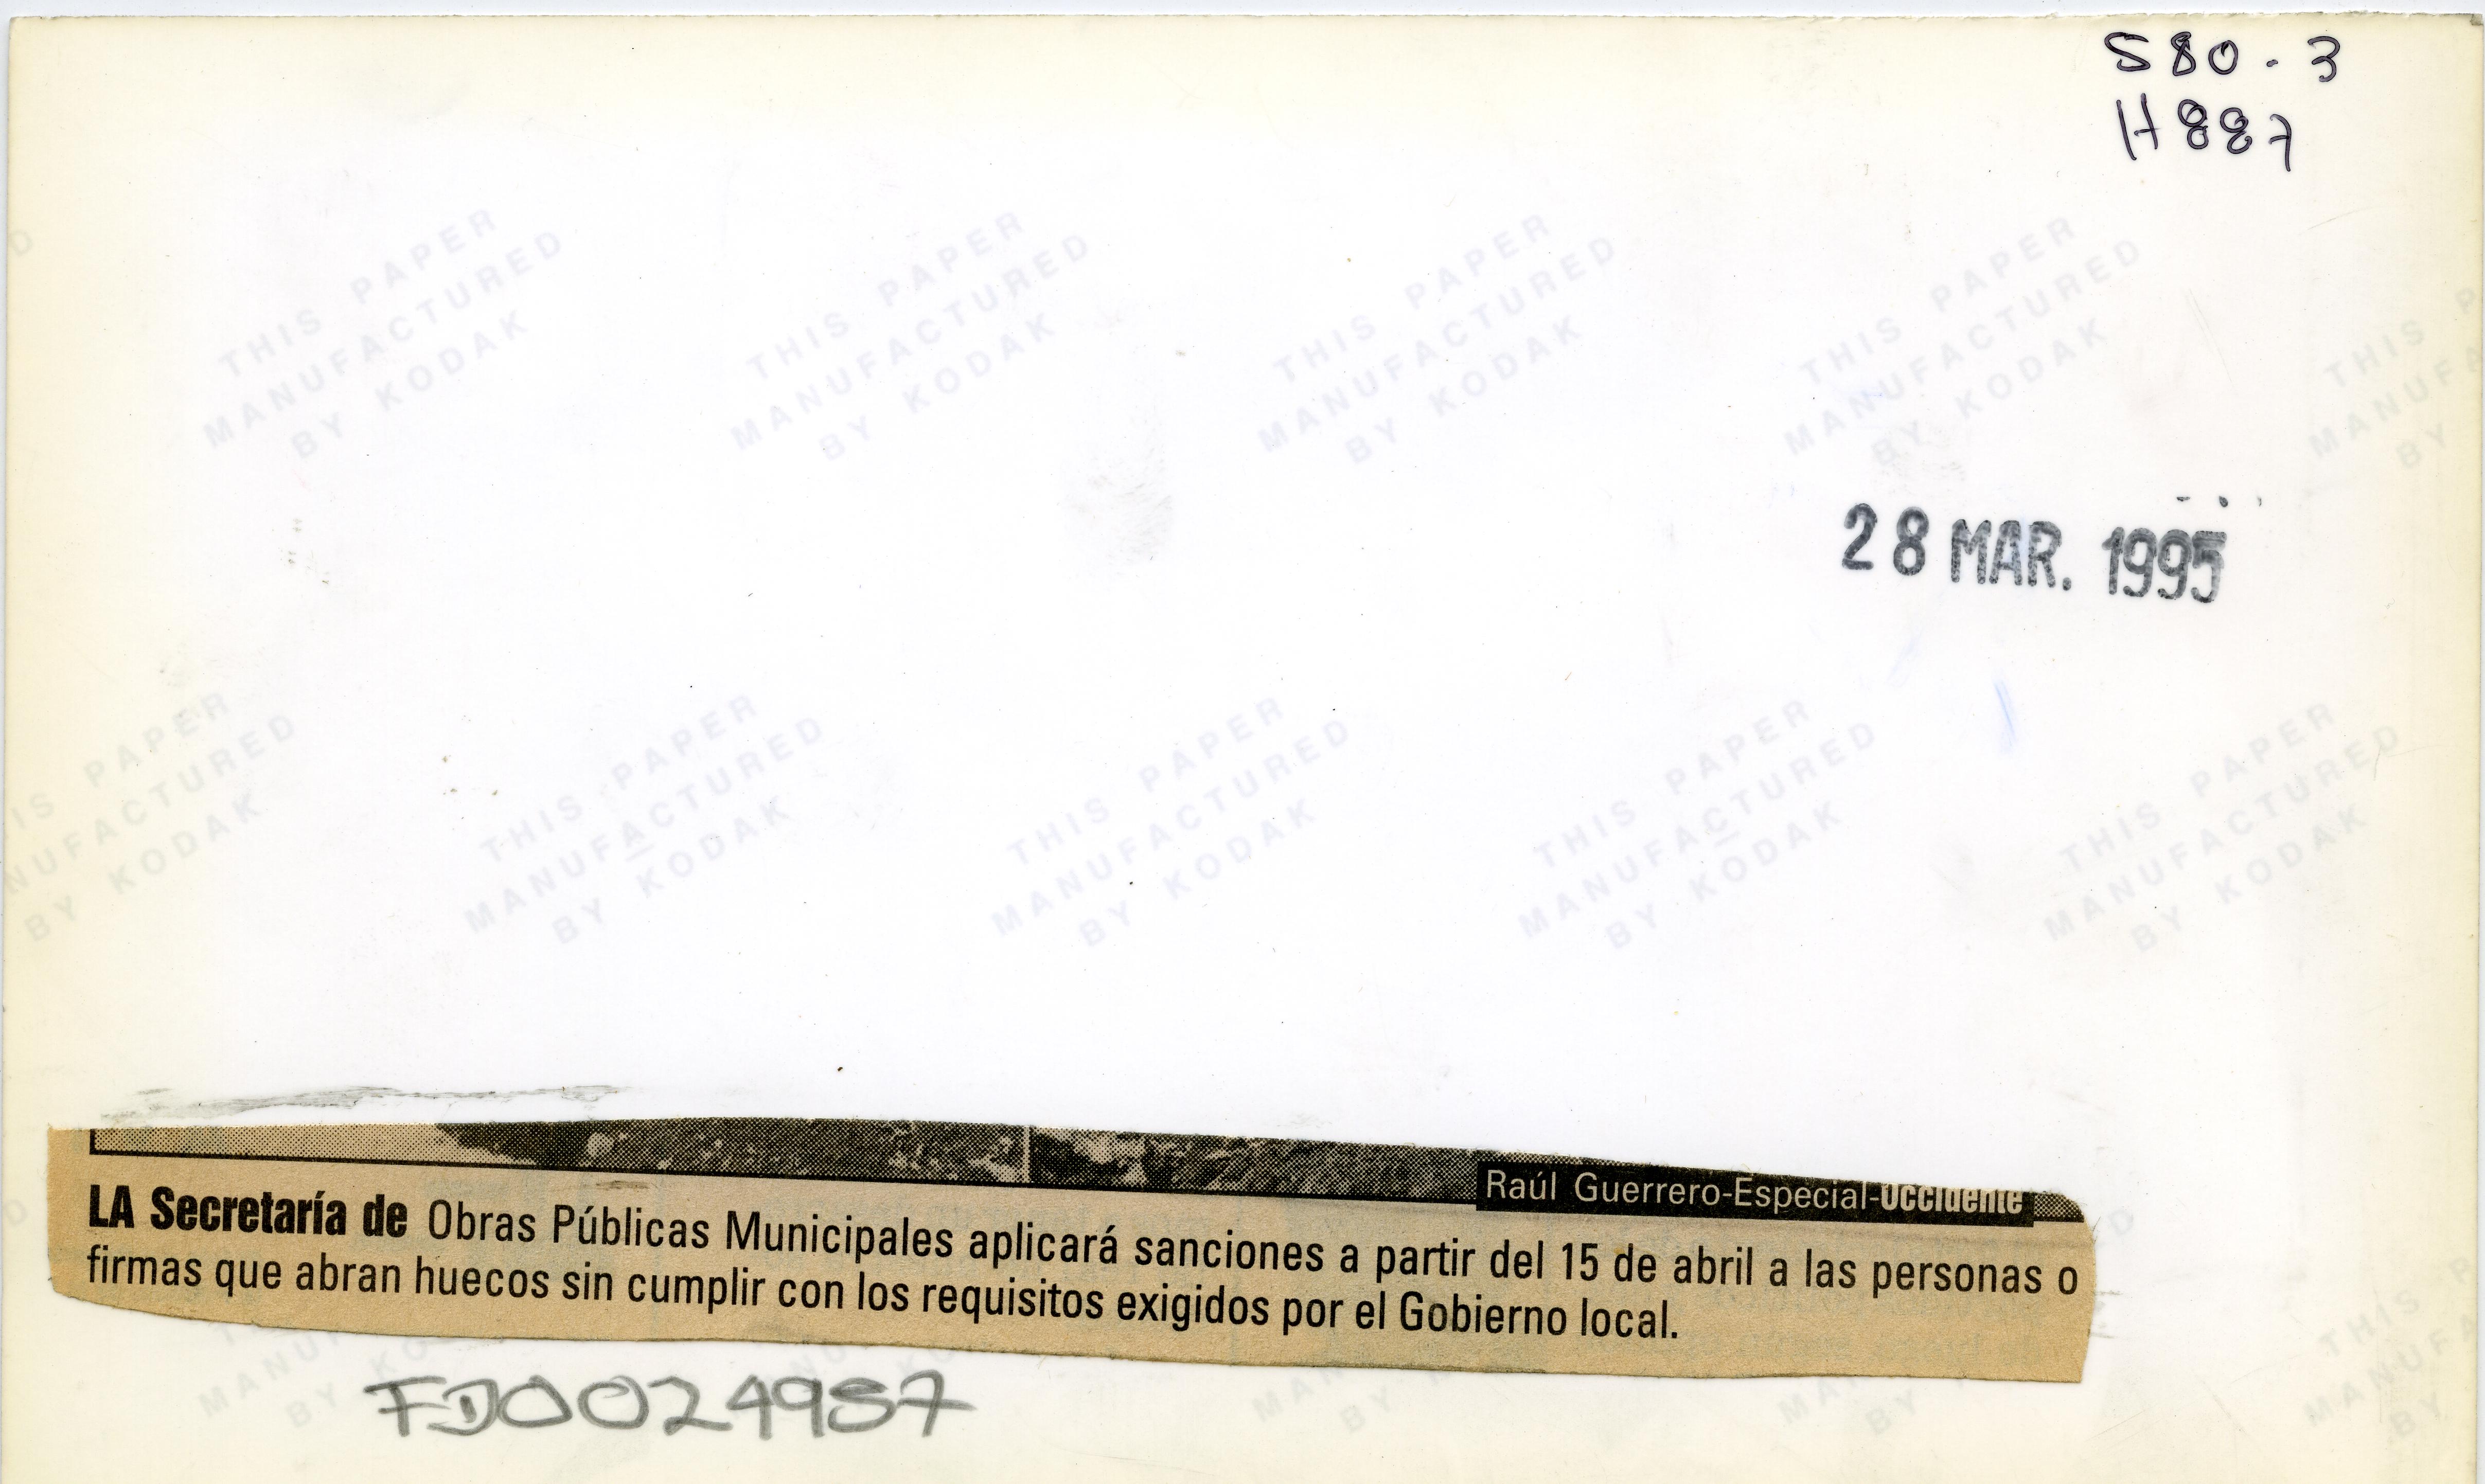 S80-3
H887
THIS PAPER
MANUFACTURED
BY KODAK
28 MAR. 1995
Raúl Guerrero-Especial-Occidente
LA Secretaría de Obras Públicas Municipales aplicará sanciones a partir del 15 de abril a las personas o
firmas que abran huecos sin cumplir con los requisitos exigidos por el Gobierno local.
FD0024957